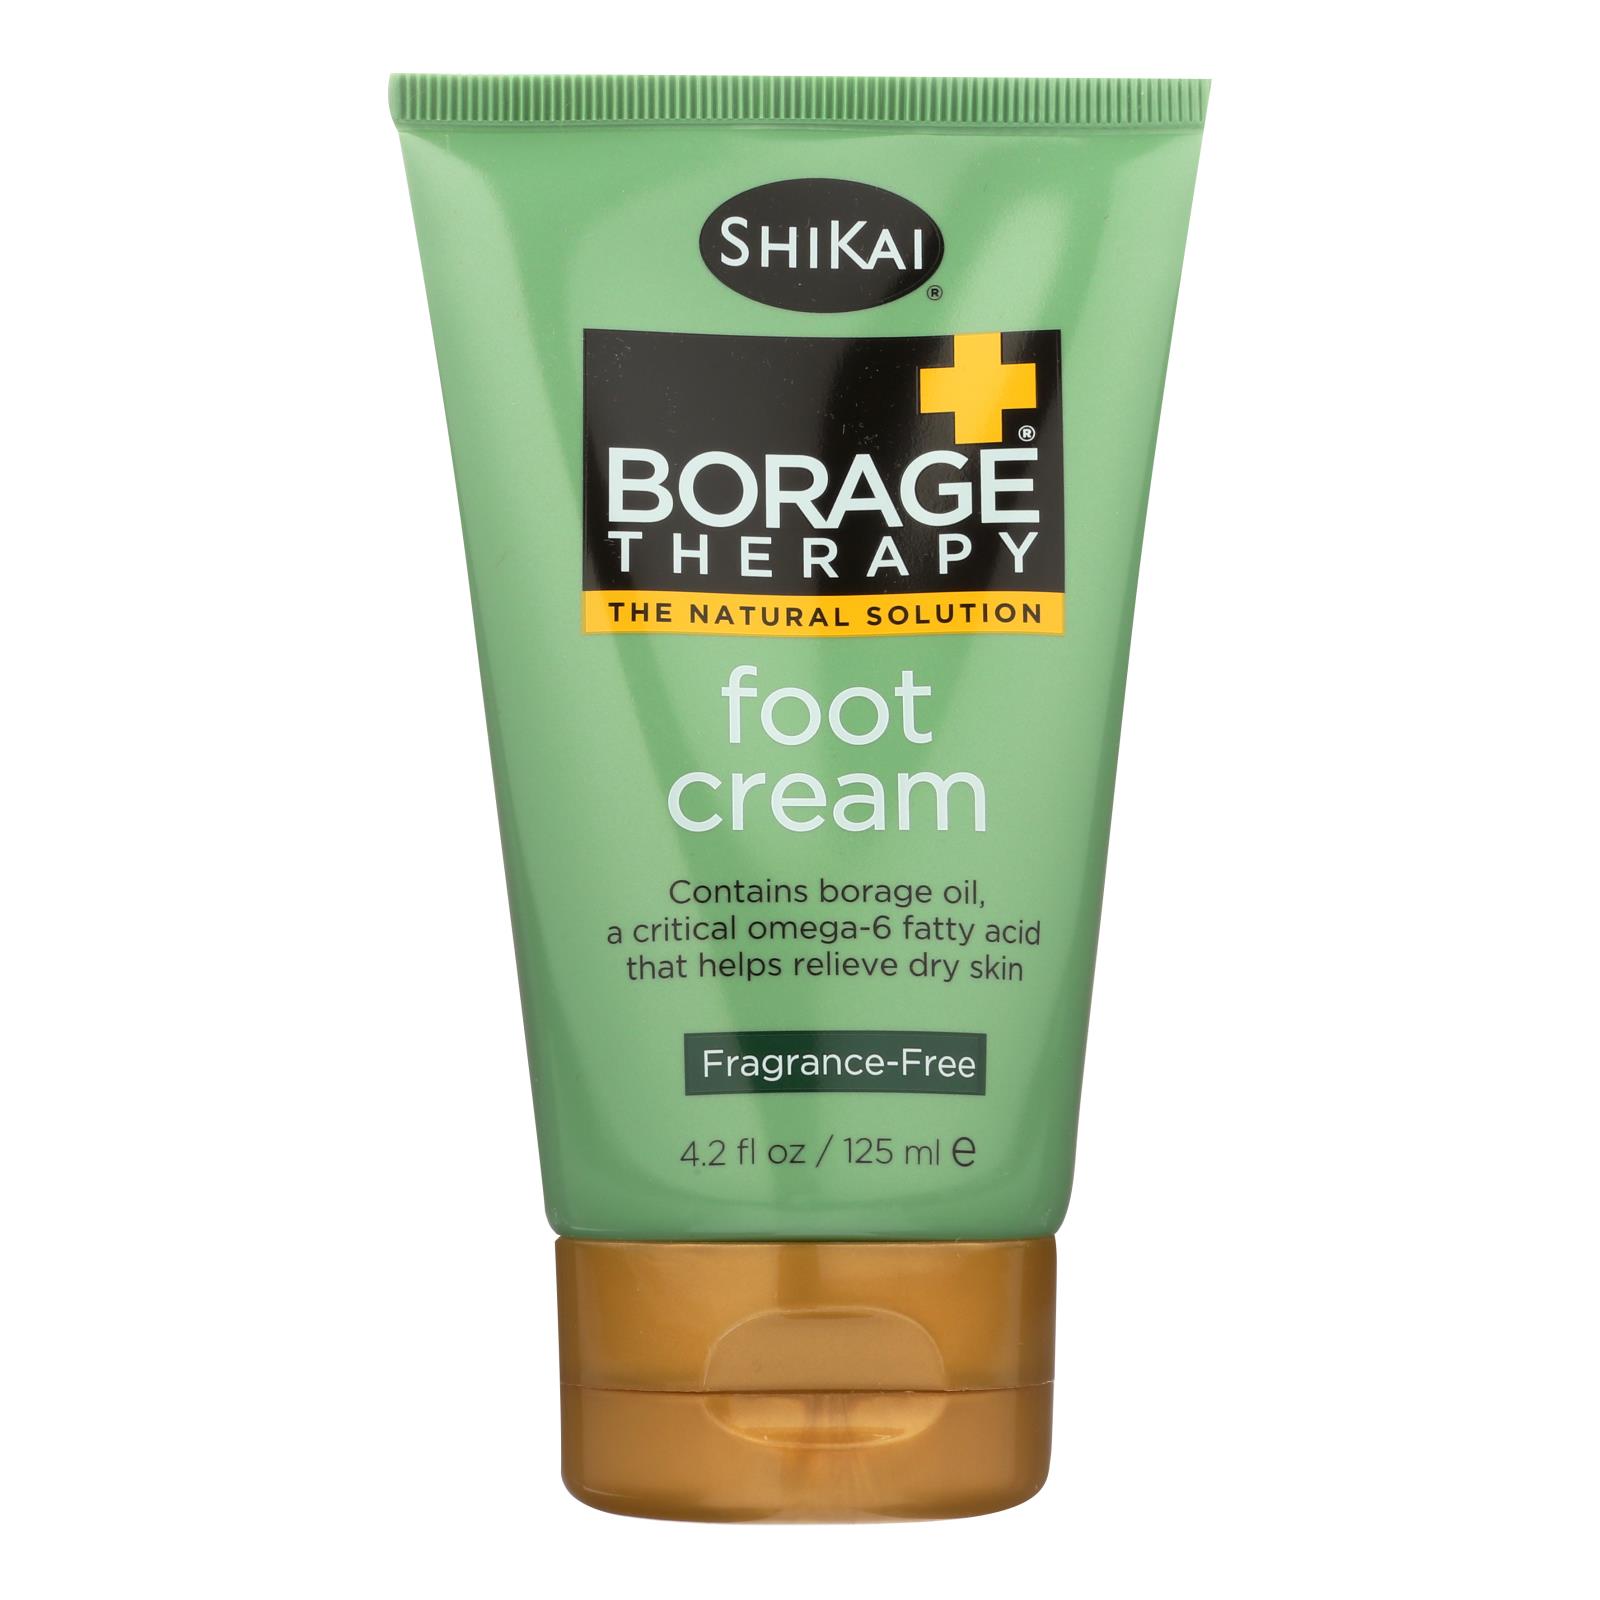 SHIKAI
®
BORAGE®
THERAPY
THE NATURAL SOLUTION
foot
cream
Contains borage oil,
a critical omega-6 fatty acid
that helps relieve dry skin
Fragrance-Free
4.2 fl oz / 125 ml ℮